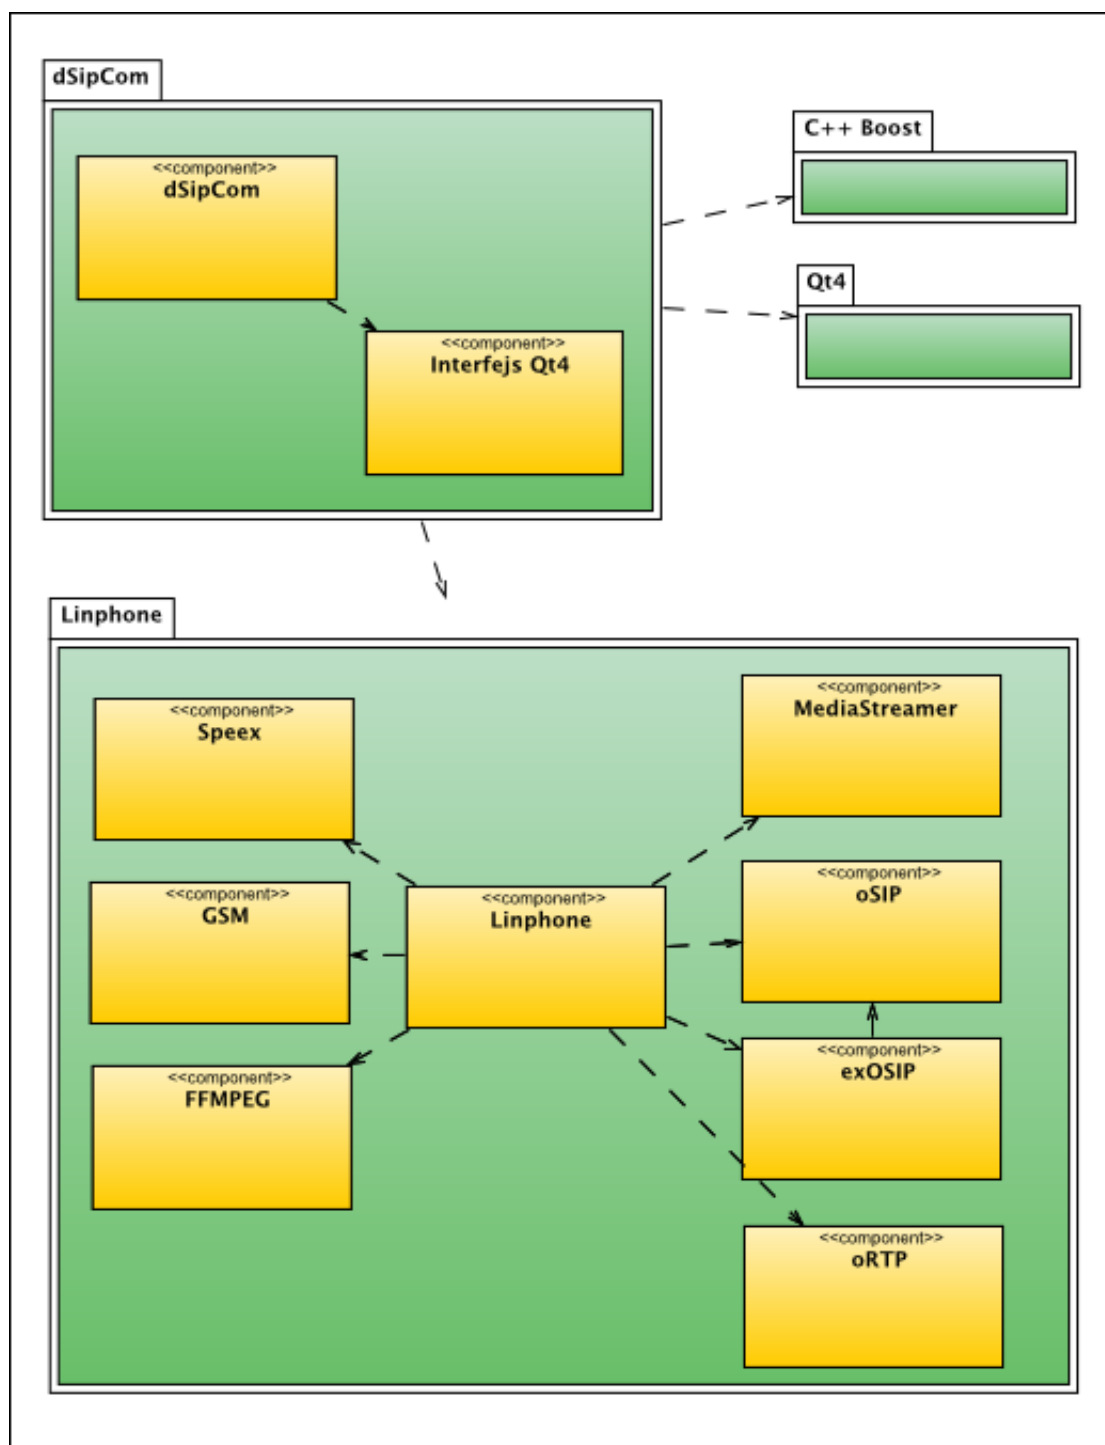 dSipCom
<<component>>
dSipCom
<<component>>
Interfejs Qt4
C++ Boost
Qt4
Linphone
<<component>>
Speex
<<component>>
GSM
<<component>>
FFMPEG
<<component>>
Linphone
<<component>>
MediaStreamer
<<component>>
oSIP
<<component>>
exOSIP
<<component>>
oRTP